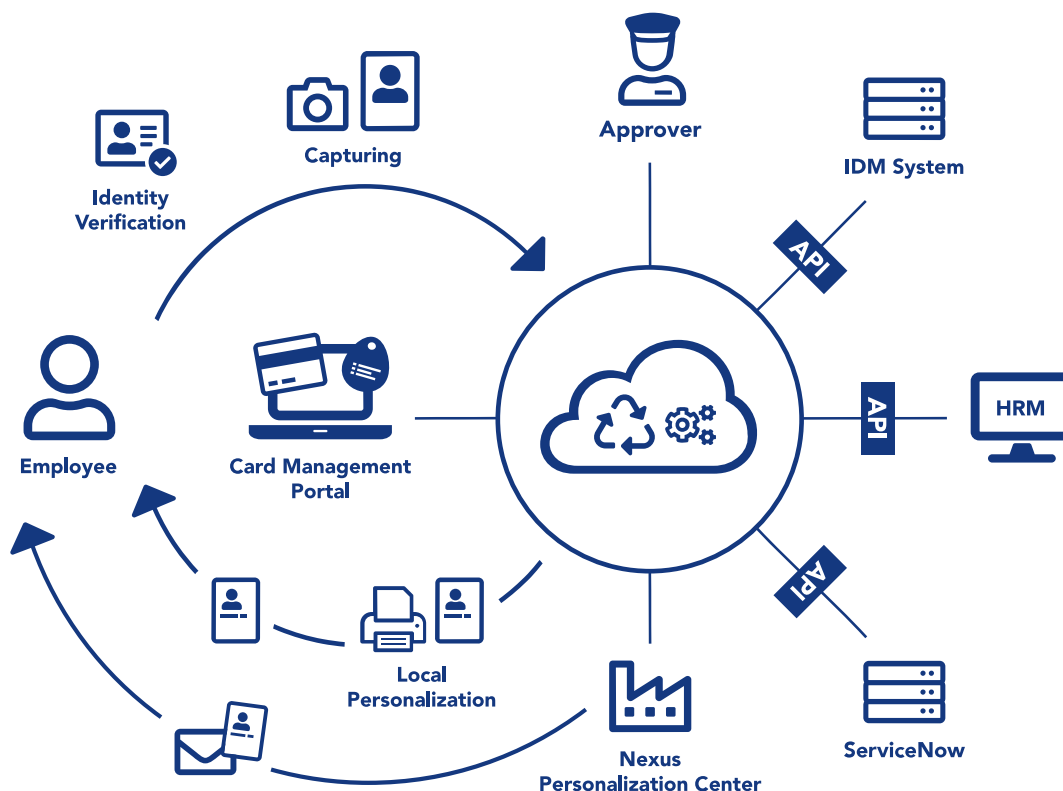 Approver
Capturing
IDM System
Identity
Verification
API
HRM
API
Employee
Card Management
Portal
API
Local
Personalization
Nexus
Personalization Center
ServiceNow